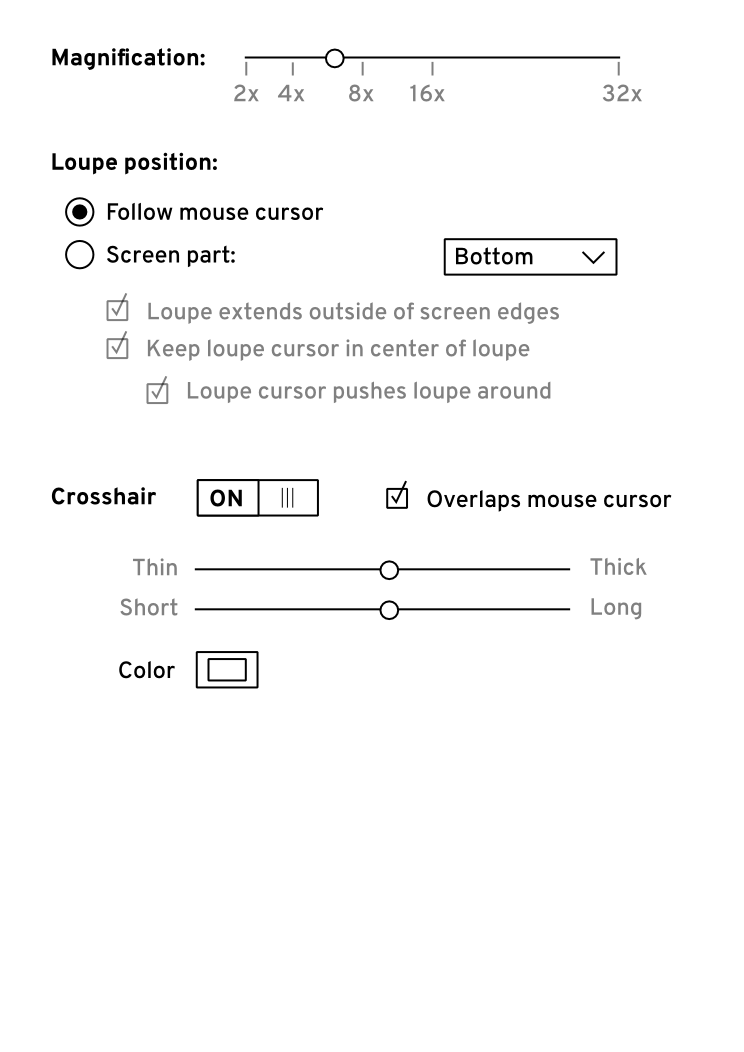 Magnification:
2x 4x 8x 16x 32x
Loupe position:
Follow mouse cursor
Screen part: Bottom
Loupe extends outside of screen edges
Keep loupe cursor in center of loupe
Loupe cursor pushes loupe around
Crosshair ON Overlaps mouse cursor
Thin Thick
Short Long
Color